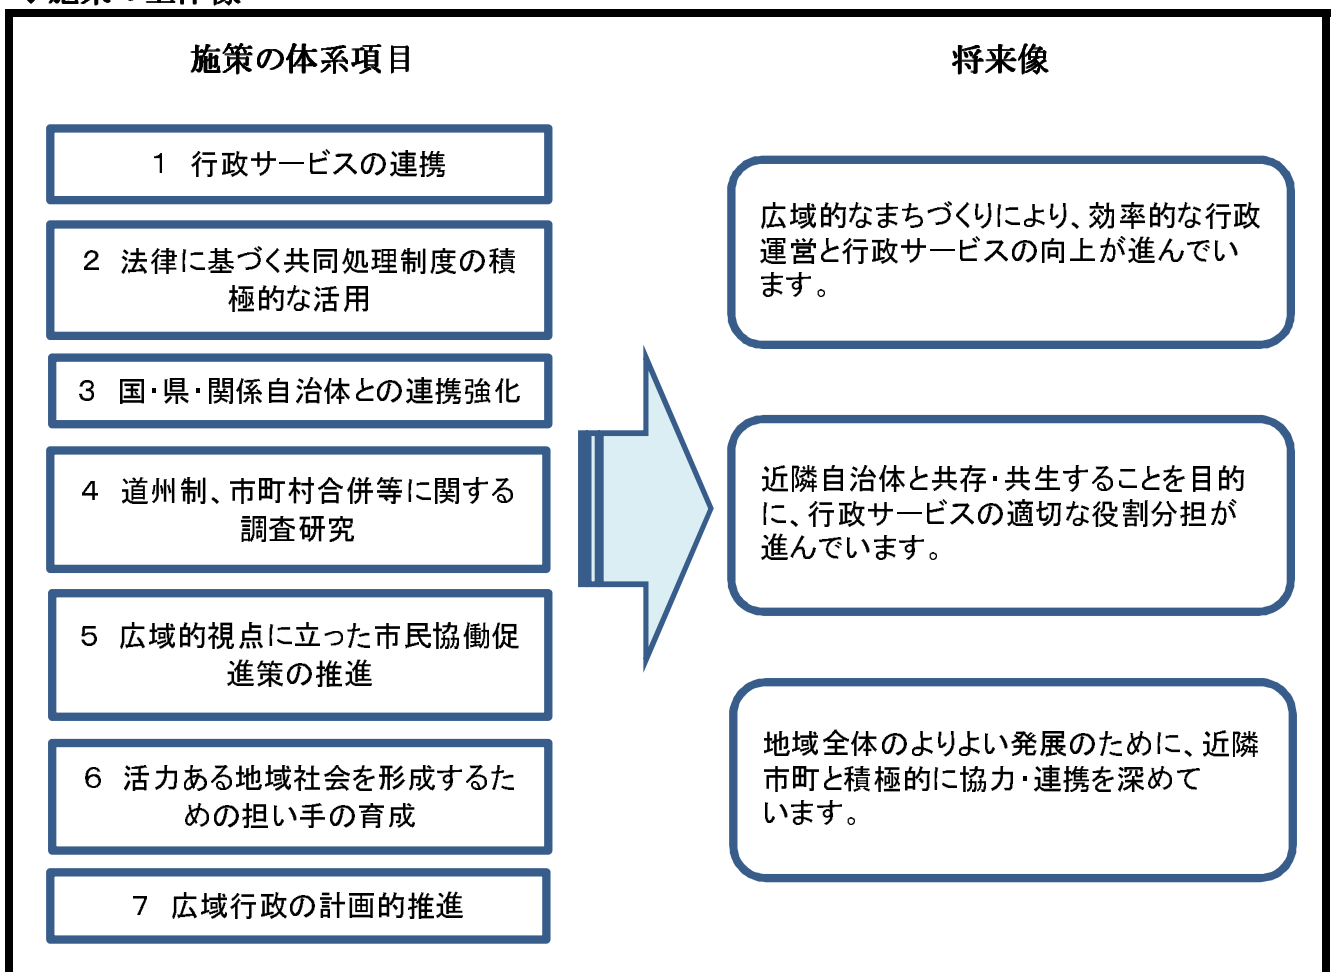 施策の体系項目
1 行政サービスの連携
2 法律に基づく共同処理制度の積
極的な活用
3 国・県・関係自治体との連携強化
4 道州制、市町村合併等に関する
調査研究
5 広域的視点に立った市民協働促
進策の推進
6 活力ある地域社会を形成するた
めの担い手の育成
7 広域行政の計画的推進
将来像
広域的なまちづくりにより、効率的な行政
運営と行政サービスの向上が進んでい
ます。
近隣自治体と共存・共生することを目的
に、行政サービスの適切な役割分担が
進んでいます。
地域全体のよりよい発展のために、近隣
市町と積極的に協力・連携を深めて
います。